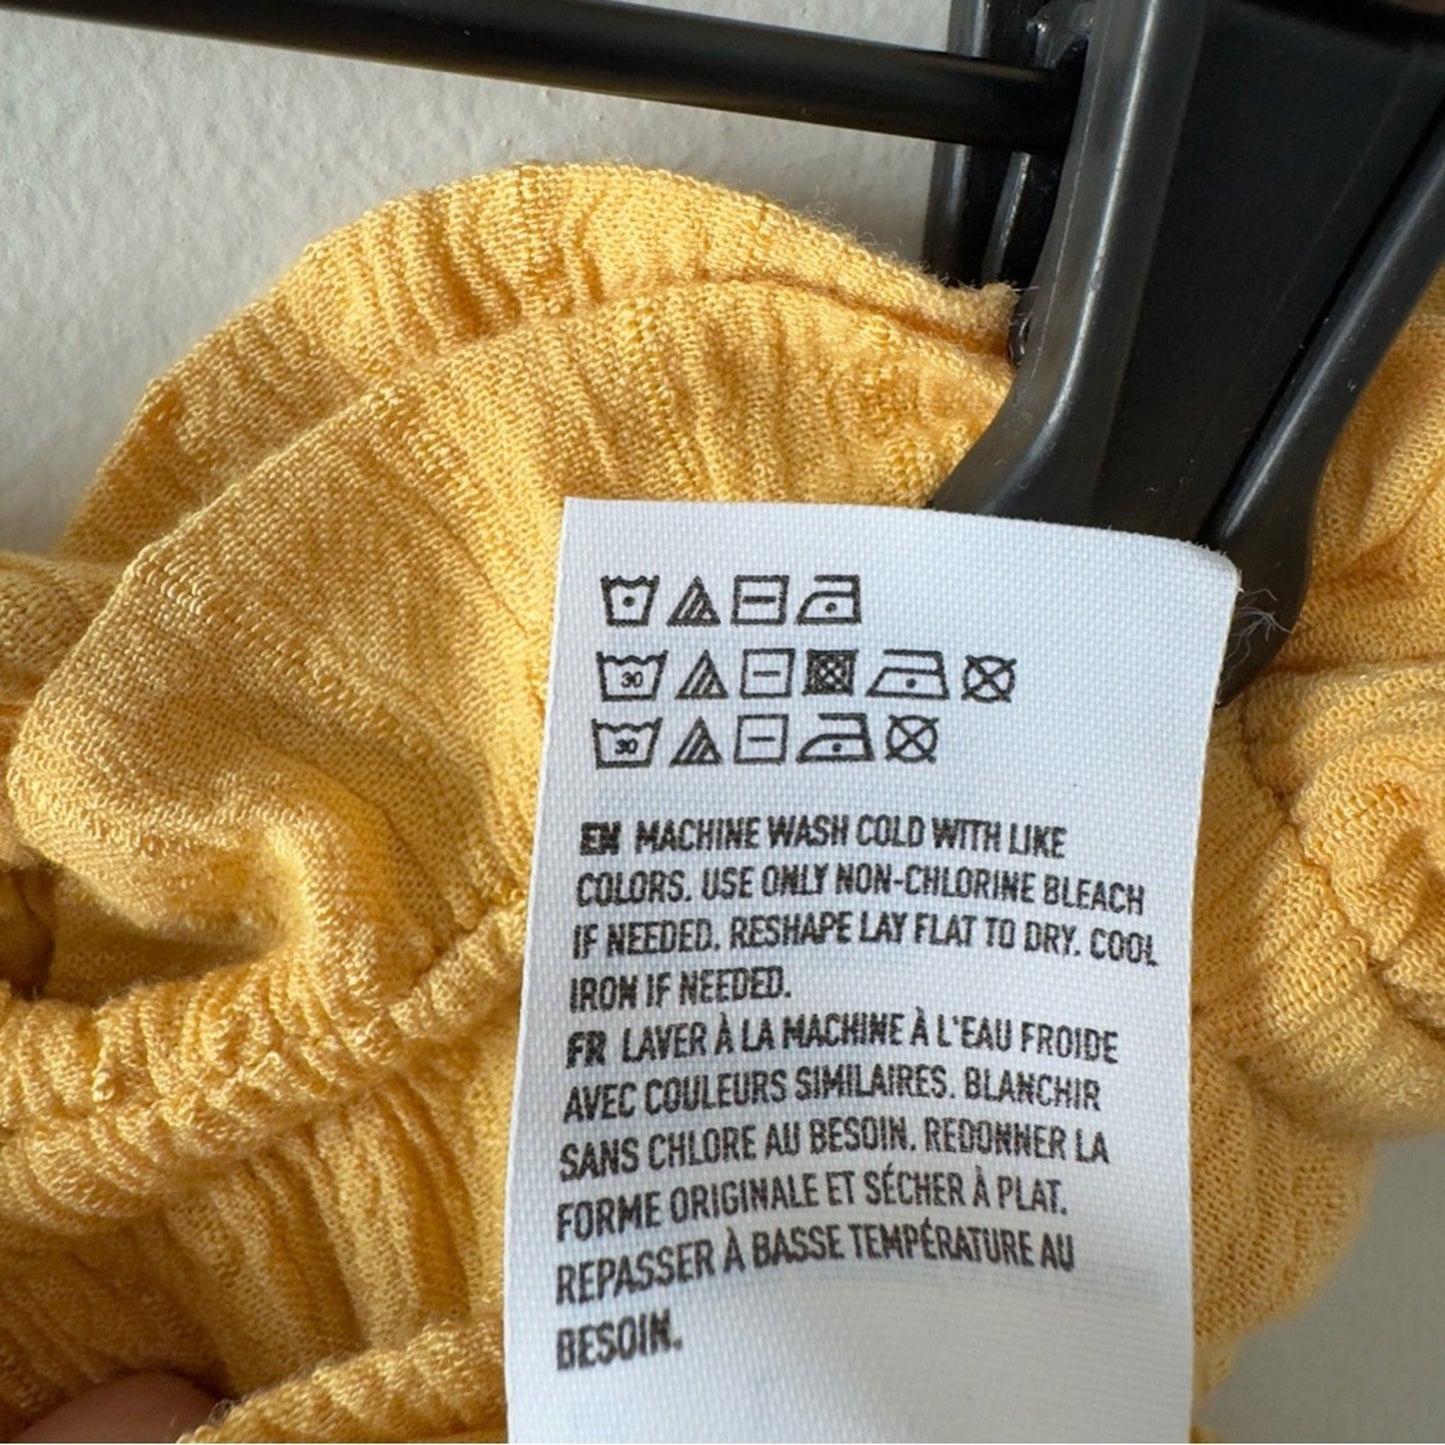 30
30
EN MACHINE WASH COLD WITH LIKE
COLORS. USE ONLY NON-CHLORINE BLEACH
IF NEEDED. RESHAPE LAY FLAT TO DRY. COOL
IRON IF NEEDED.
FR LAVER À LA MACHINE À L'EAU FROIDE
AVEC COULEURS SIMILAIRES. BLANCHIR
SANS CHLORE AU BESOIN. REDONNER LA
FORME ORIGINALE ET SÉCHER À PLAT.
REPASSER À BASSE TEMPÉRATURE AU
BESOIN.